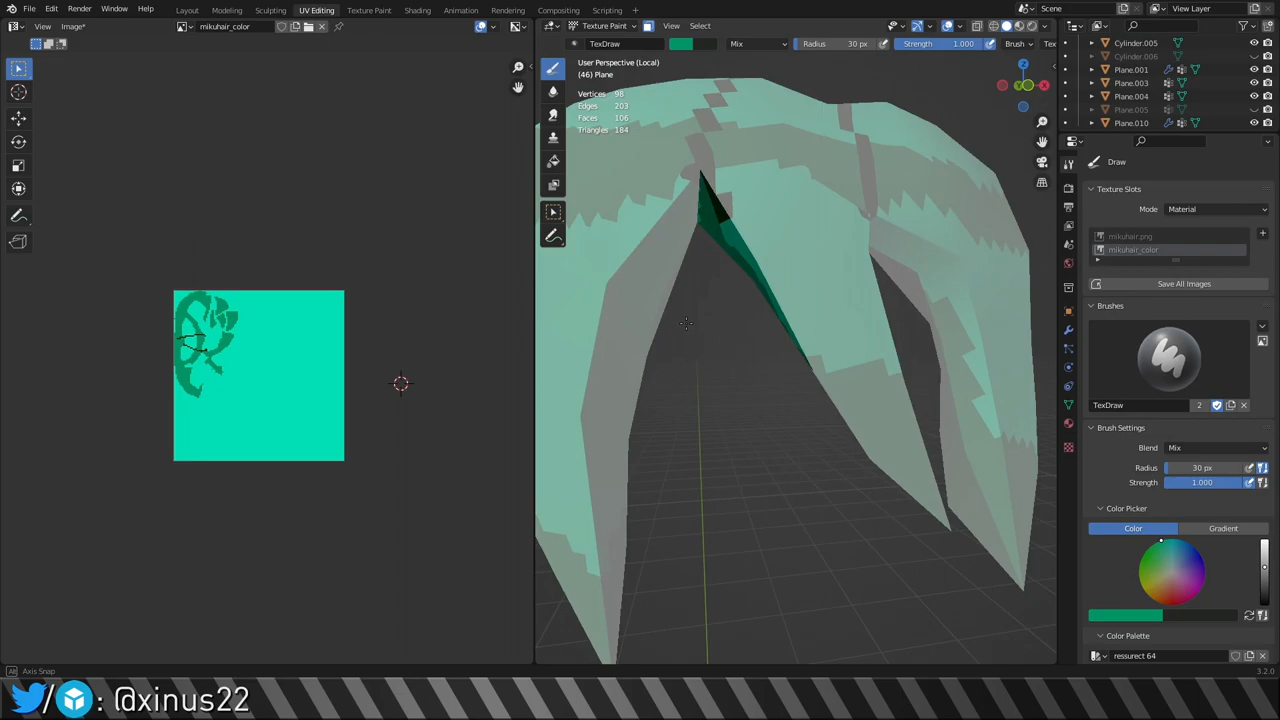 File Edit Render Window Help Layout Modeling Sculpting UV Editing Texture Paint Shading Animation Rendering Compositing Scripting Scene View Layer
View Image* mikuhair_color Texture Paint View Select
TexDraw Mix Radius 30 px Strength 1.000 Brush Tex
User Perspective (Local)
(46) Plane
Vertices 98
Edges 203
Faces 106
Triangles 184
Cylinder.005
Cylinder.006
Plane.001
Plane.003
Plane.004
Plane.005
Plane.010
Draw
Texture Slots
Mode Material
mikuhair.png
mikuhair_color
Save All Images
Brushes
TexDraw 2
Brush Settings
Blend Mix
Radius 30 px
Strength 1.000
Color Picker
Color Gradient
Color Palette
ressurect 64
Axis Snap 3.2.0
/ : @xinus22